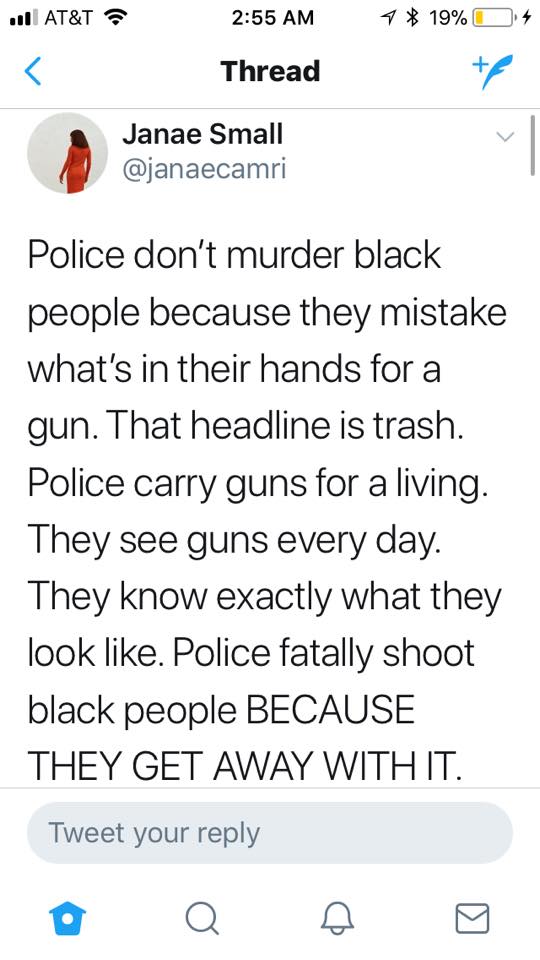 AT&T 2:55 AM 19%
Thread
Janae Small
@janaecamri
Police don’t murder black
people because they mistake
what’s in their hands for a
gun. That headline is trash.
Police carry guns for a living.
They see guns every day.
They know exactly what they
look like. Police fatally shoot
black people BECAUSE
THEY GET AWAY WITH IT.
Tweet your reply